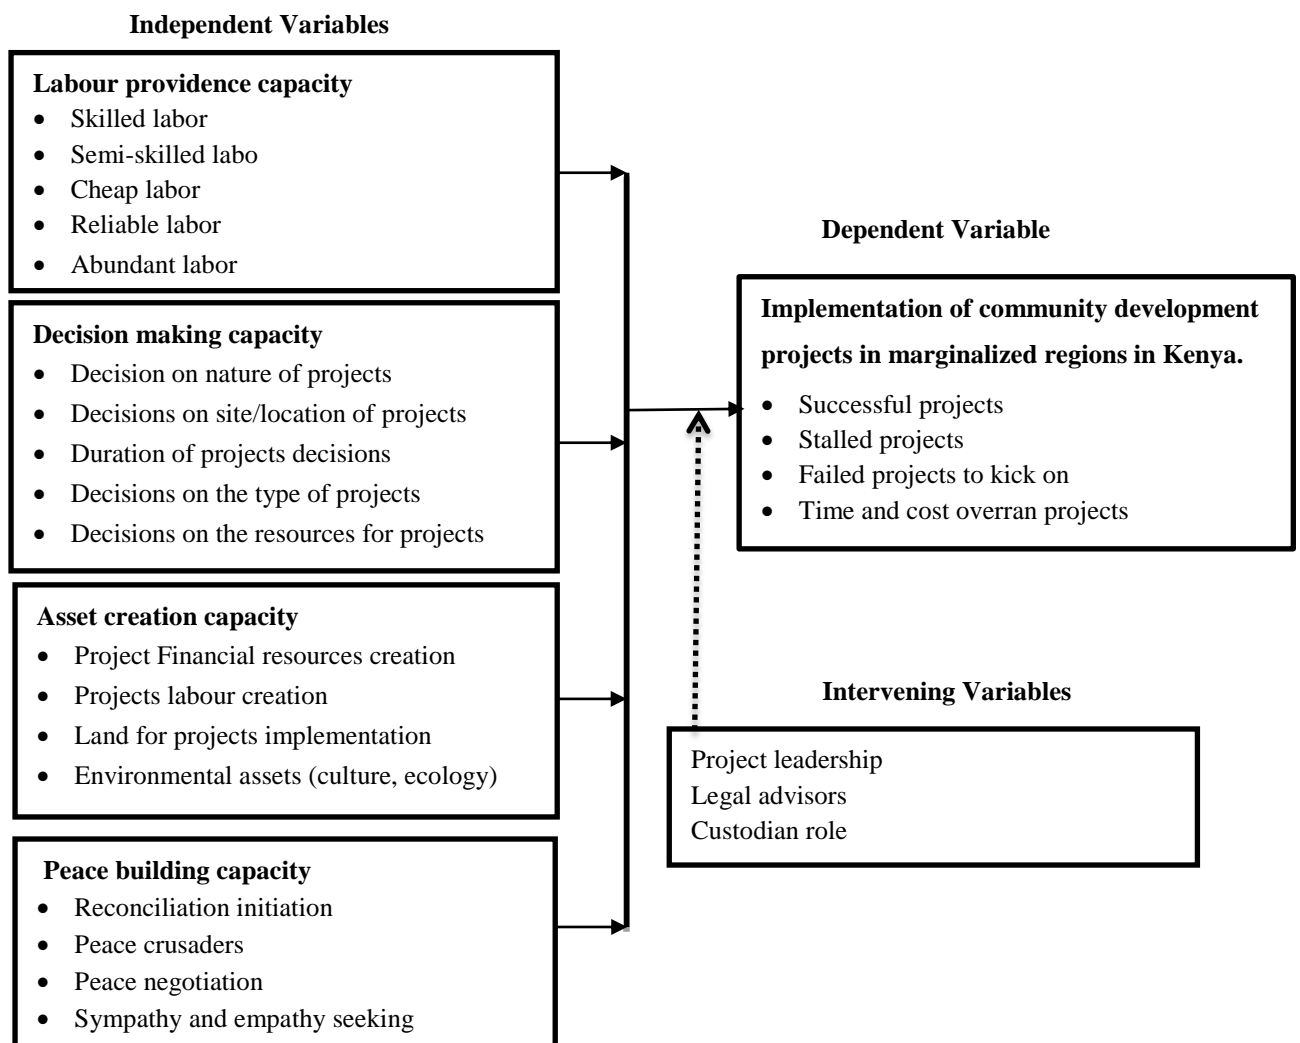 Independent Variables
Labour providence capacity
• Skilled labor
• Semi-skilled labo
• Cheap labor
• Reliable labor
• Abundant labor
Decision making capacity
• Decision on nature of projects
• Decisions on site/location of projects
• Duration of projects decisions
• Decisions on the type of projects
• Decisions on the resources for projects
Asset creation capacity
• Project Financial resources creation
• Projects labour creation
• Land for projects implementation
• Environmental assets (culture, ecology)
Peace building capacity
• Reconciliation initiation
• Peace crusaders
• Peace negotiation
• Sympathy and empathy seeking
Dependent Variable
Implementation of community development
projects in marginalized regions in Kenya.
• Successful projects
• Stalled projects
• Failed projects to kick on
• Time and cost overran projects
Intervening Variables
Project leadership
Legal advisors
Custodian role